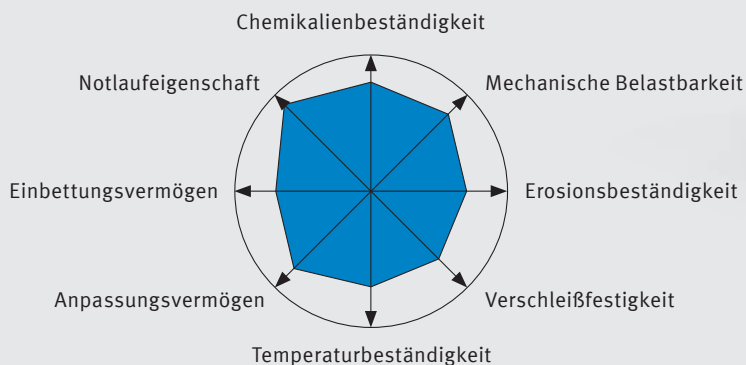 Chemikalienbeständigkeit
Notlaufeigenschaft
Mechanische Belastbarkeit
Einbettungsvermögen
Erosionsbeständigkeit
Anpassungsvermögen
Verschleißfestigkeit
Temperaturbeständigkeit